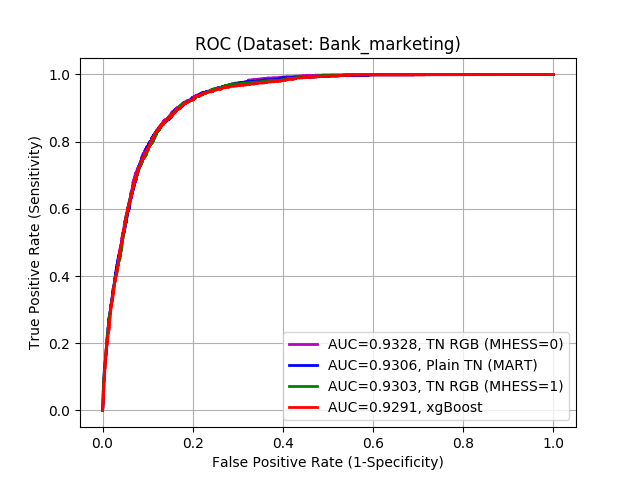 ROC (Dataset: Bank_marketing)
True Positive Rate (Sensitivity)
1.0
0.8
0.6
0.4
0.2
0.0
AUC=0.9328, TN RGB (MHESS=0)
AUC=0.9306, Plain TN (MART)
AUC=0.9303, TN RGB (MHESS=1)
AUC=0.9291, xgBoost
0.0 0.2 0.4 0.6 0.8 1.0
False Positive Rate (1-Specificity)